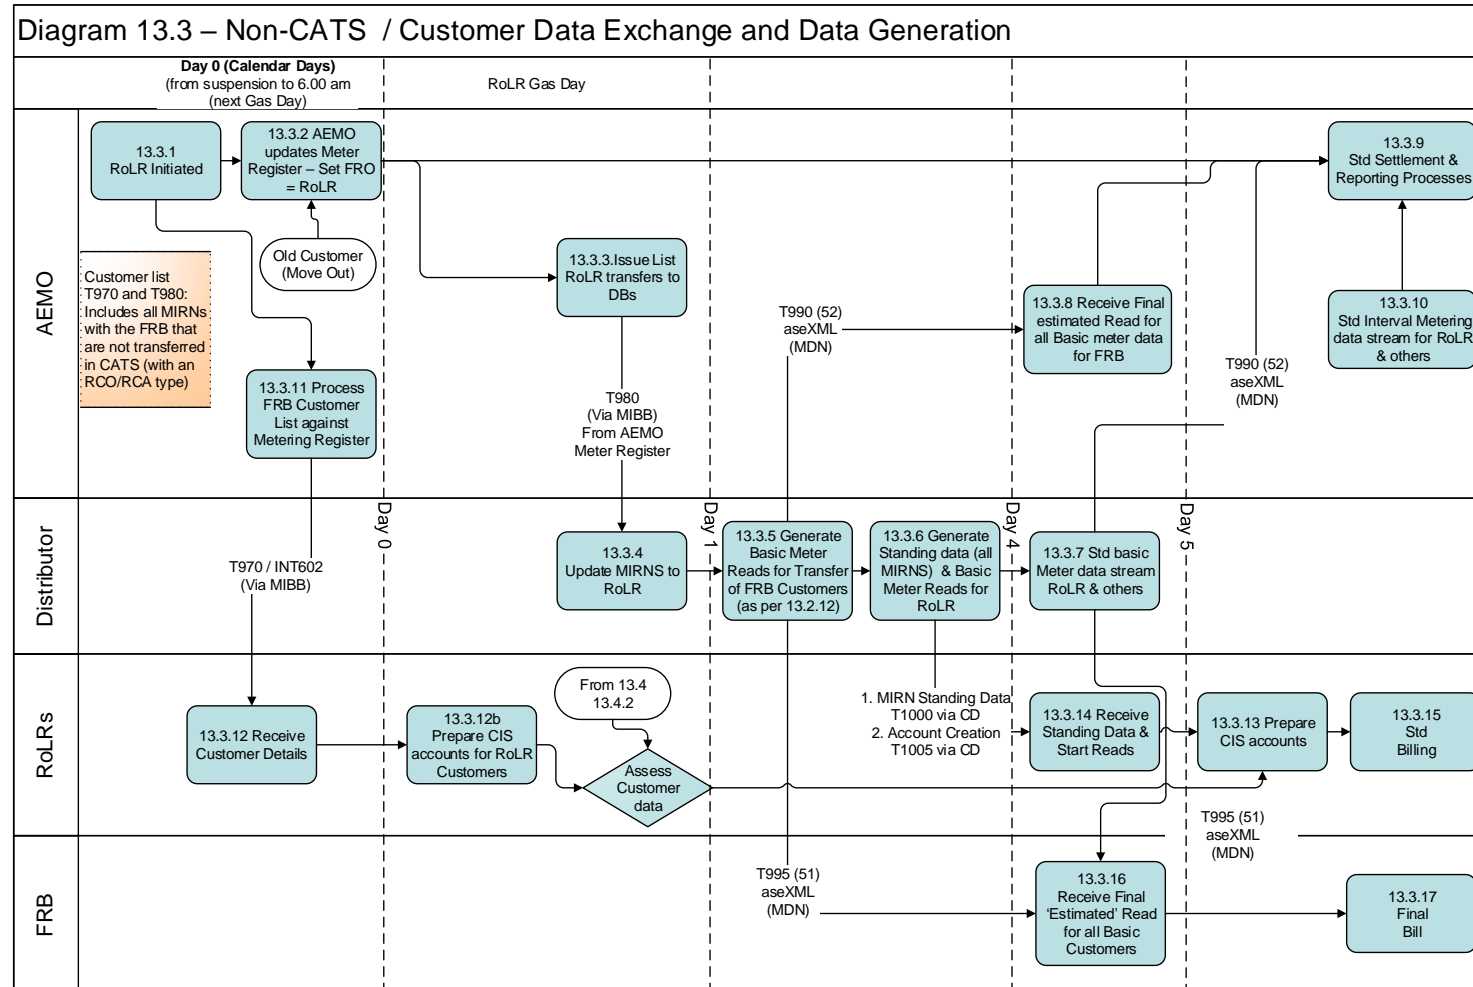 Diagram 13.3 – Non-CATS / Customer Data Exchange and Data Generation
Day 0 (Calendar Days)
(from suspension to 6.00 am
(next Gas Day)
RoLR Gas Day
AEMO
13.3.1
RoLR Initiated
13.3.2 AEMO
updates Meter
Register – Set FRO
= RoLR
13.3.9
Std Settlement &
Reporting Processes
Old Customer
(Move Out)
Customer list
T970 and T980:
Includes all MIRNs
with the FRB that
are not transferred
in CATS (with an
RCO/RCA type)
13.3.3.Issue List
RoLR transfers to
DBs
13.3.8 Receive Final
estimated Read for
all Basic meter data
for FRB
13.3.10
Std Interval Metering
data stream for RoLR
& others
T990 (52)
aseXML
(MDN)
T990 (52)
aseXML
(MDN)
13.3.11 Process
FRB Customer
List against
Metering Register
T980
(Via MIBB)
From AEMO
Meter Register
Distributor
Day 0
Day 1
Day 4
Day 5
T970 / INT602
(Via MIBB)
13.3.4
Update MIRNS to
RoLR
13.3.5 Generate
Basic Meter
Reads for Transfer
of FRB Customers
(as per 13.2.12)
13.3.6 Generate
Standing data (all
MIRNS) & Basic
Meter Reads for
RoLR
13.3.7 Std basic
Meter data stream
RoLR & others
RoLRs
13.3.12 Receive
Customer Details
13.3.12b
Prepare CIS
accounts for RoLR
Customers
From 13.4
13.4.2
Assess
Customer
data
1. MIRN Standing Data
T1000 via CD
2. Account Creation
T1005 via CD
13.3.14 Receive
Standing Data &
Start Reads
13.3.13 Prepare
CIS accounts
13.3.15
Std
Billing
FRB
T995 (51)
aseXML
(MDN)
T995 (51)
aseXML
(MDN)
13.3.16
Receive Final
‘Estimated’ Read
for all Basic
Customers
13.3.17
Final
Bill